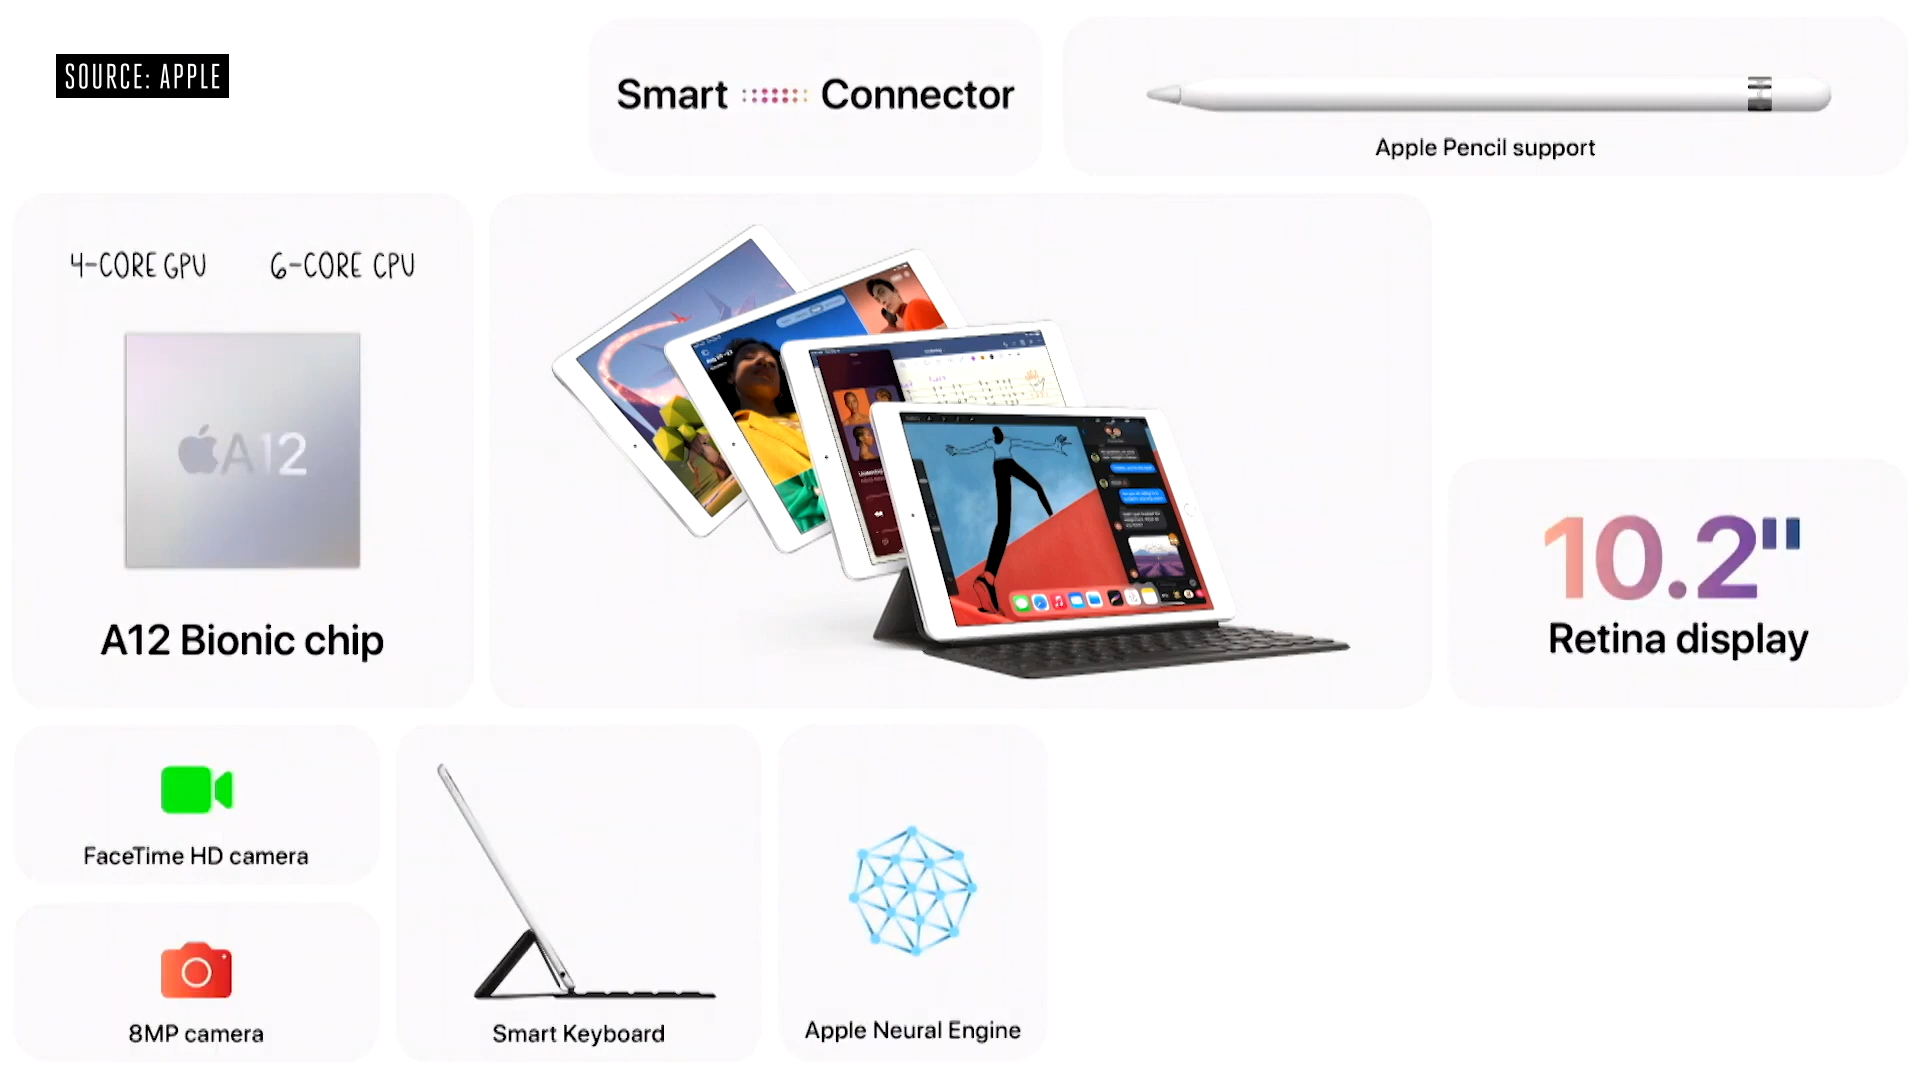 SOURCE: APPLE
Smart Connector
Apple Pencil support
4-CORE GPU 6-CORE CPU
A12
A12 Bionic chip
10.2"
Retina display
FaceTime HD camera
8MP camera
Smart Keyboard
Apple Neural Engine